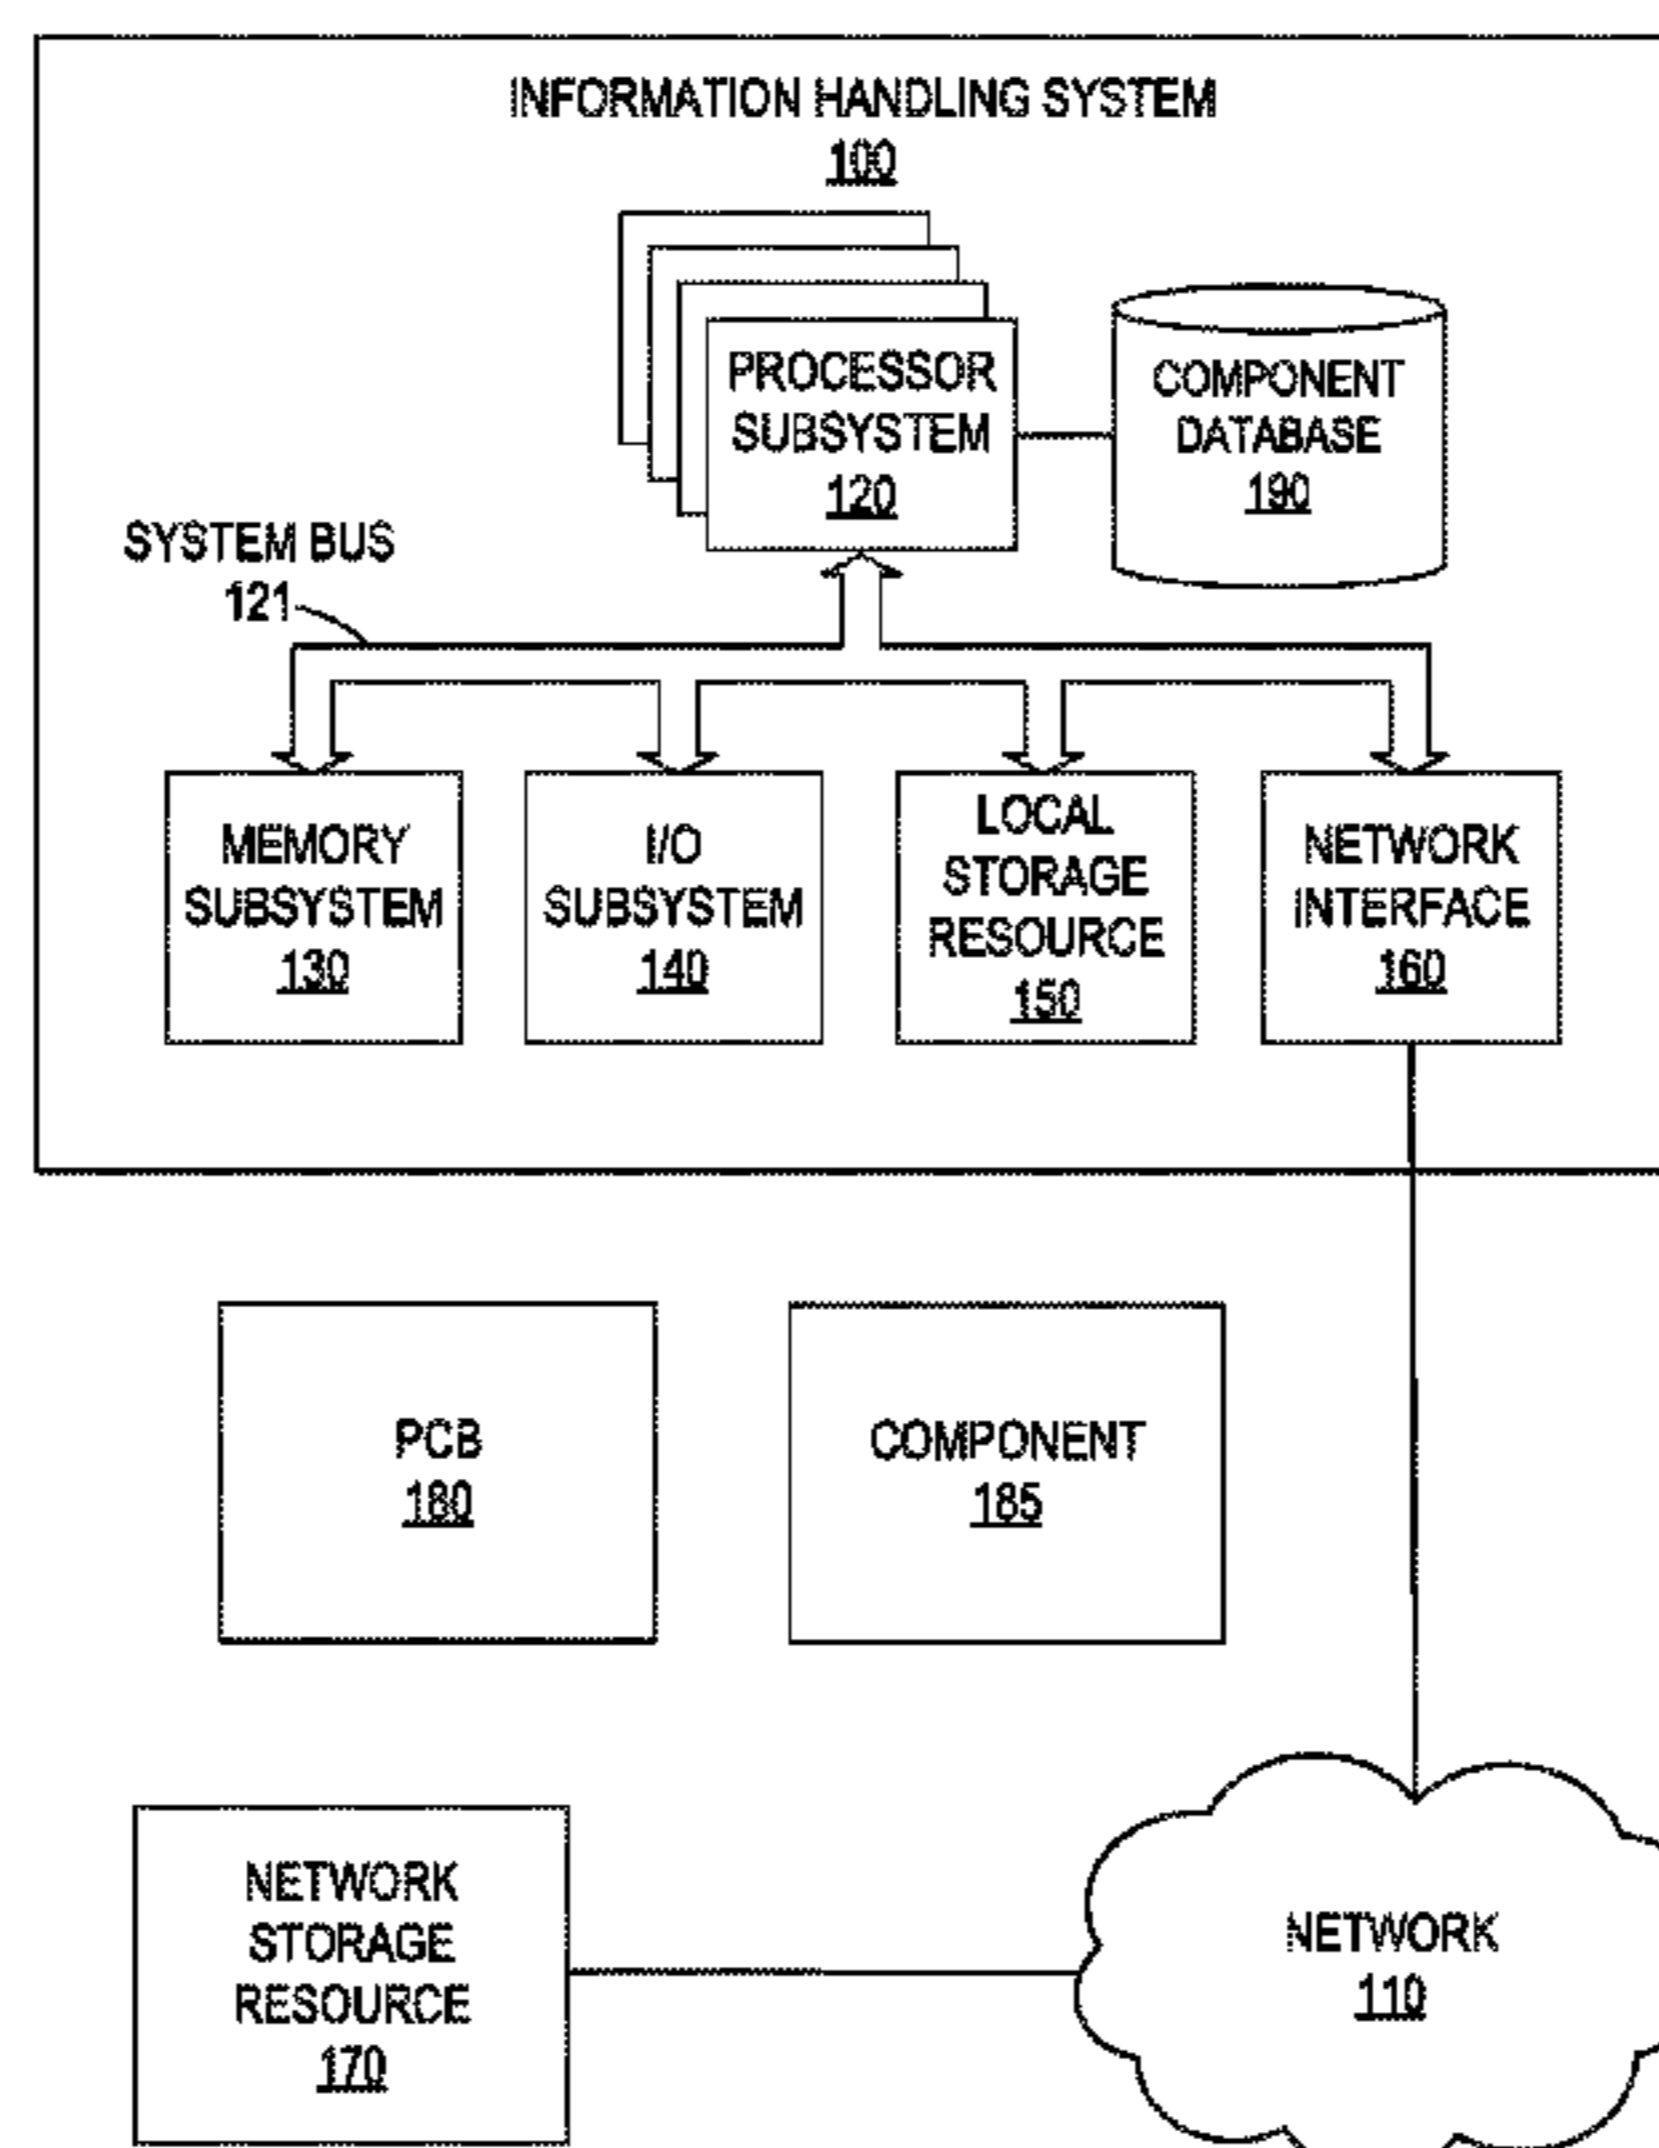 INFORMATION HANDLING SYSTEM
100
PROCESSOR
SUBSYSTEM
120
COMPONENT
DATABASE
190
SYSTEM BUS
121
MEMORY
SUBSYSTEM
130
I/O
SUBSYSTEM
140
LOCAL
STORAGE
RESOURCE
150
NETWORK
INTERFACE
160
PCB
180
COMPONENT
185
NETWORK
STORAGE
RESOURCE
170
NETWORK
110